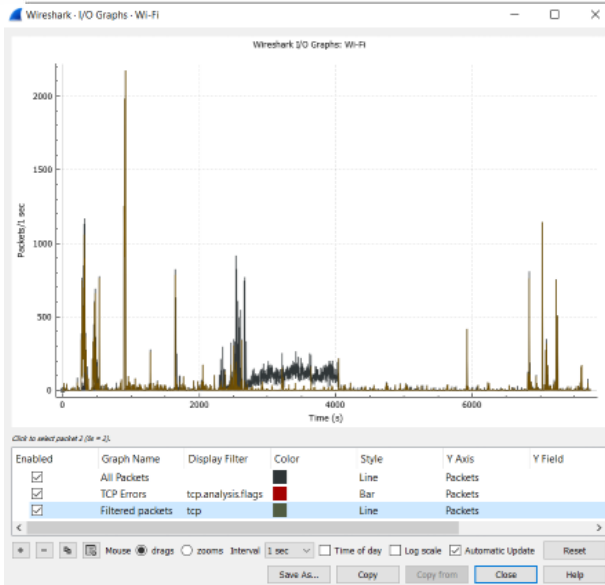 Wireshark · I/O Graphs · Wi-Fi
Wireshark I/O Graphs: Wi-Fi
2000
1500
1000
500
0
Packets/1 sec
0 2000 4000 6000
Time (s)
Click to select packet 2 (0s = 2).
Enabled Graph Name Display Filter Color Style Y Axis Y Field
All Packets Line Packets
TCP Errors tcp.analysis.flags Bar Packets
Filtered packets tcp Line Packets
Mouse drags zooms Interval 1 sec Time of day Log scale Automatic Update Reset
Save As... Copy Copy from Close Help